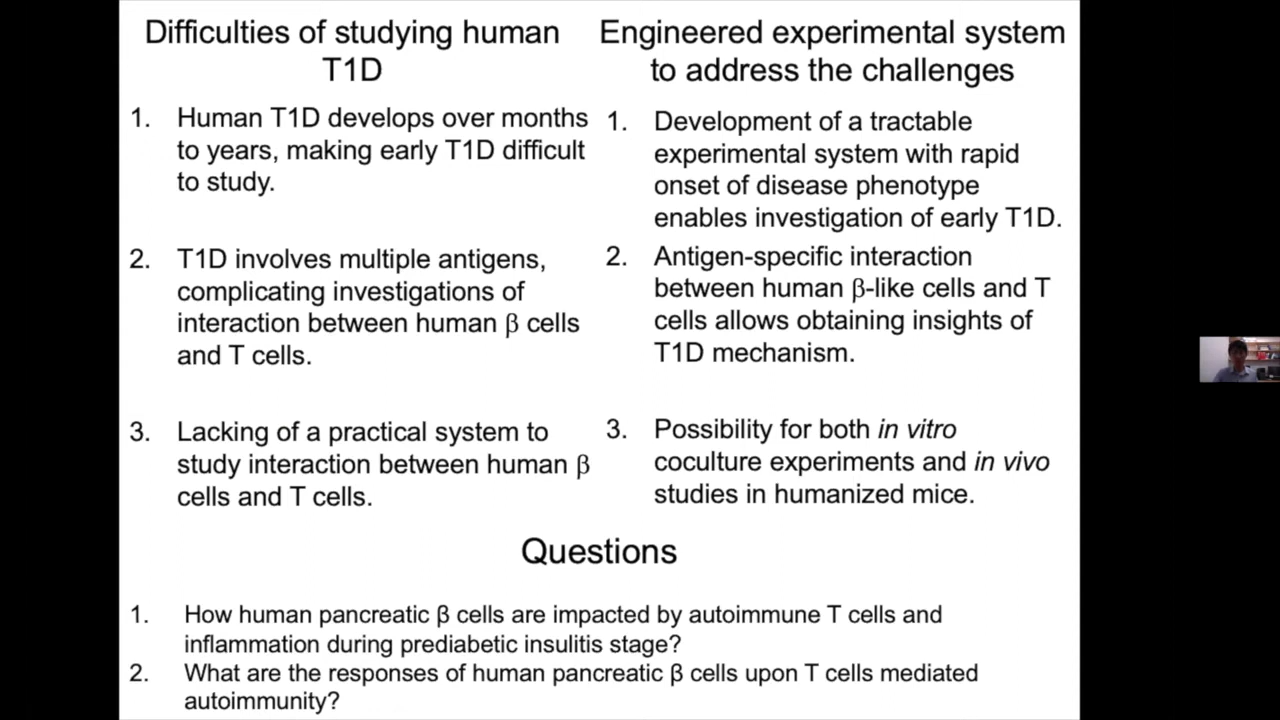 Difficulties of studying human
T1D
1. Human T1D develops over months
to years, making early T1D difficult
to study.
2. T1D involves multiple antigens,
complicating investigations of
interaction between human β cells
and T cells.
3. Lacking of a practical system to
study interaction between human β
cells and T cells.
Engineered experimental system
to address the challenges
1. Development of a tractable
experimental system with rapid
onset of disease phenotype
enables investigation of early T1D.
2. Antigen-specific interaction
between human β-like cells and T
cells allows obtaining insights of
T1D mechanism.
3. Possibility for both in vitro
coculture experiments and in vivo
studies in humanized mice.
Questions
1. How human pancreatic β cells are impacted by autoimmune T cells and
inflammation during prediabetic insulitis stage?
2. What are the responses of human pancreatic β cells upon T cells mediated
autoimmunity?